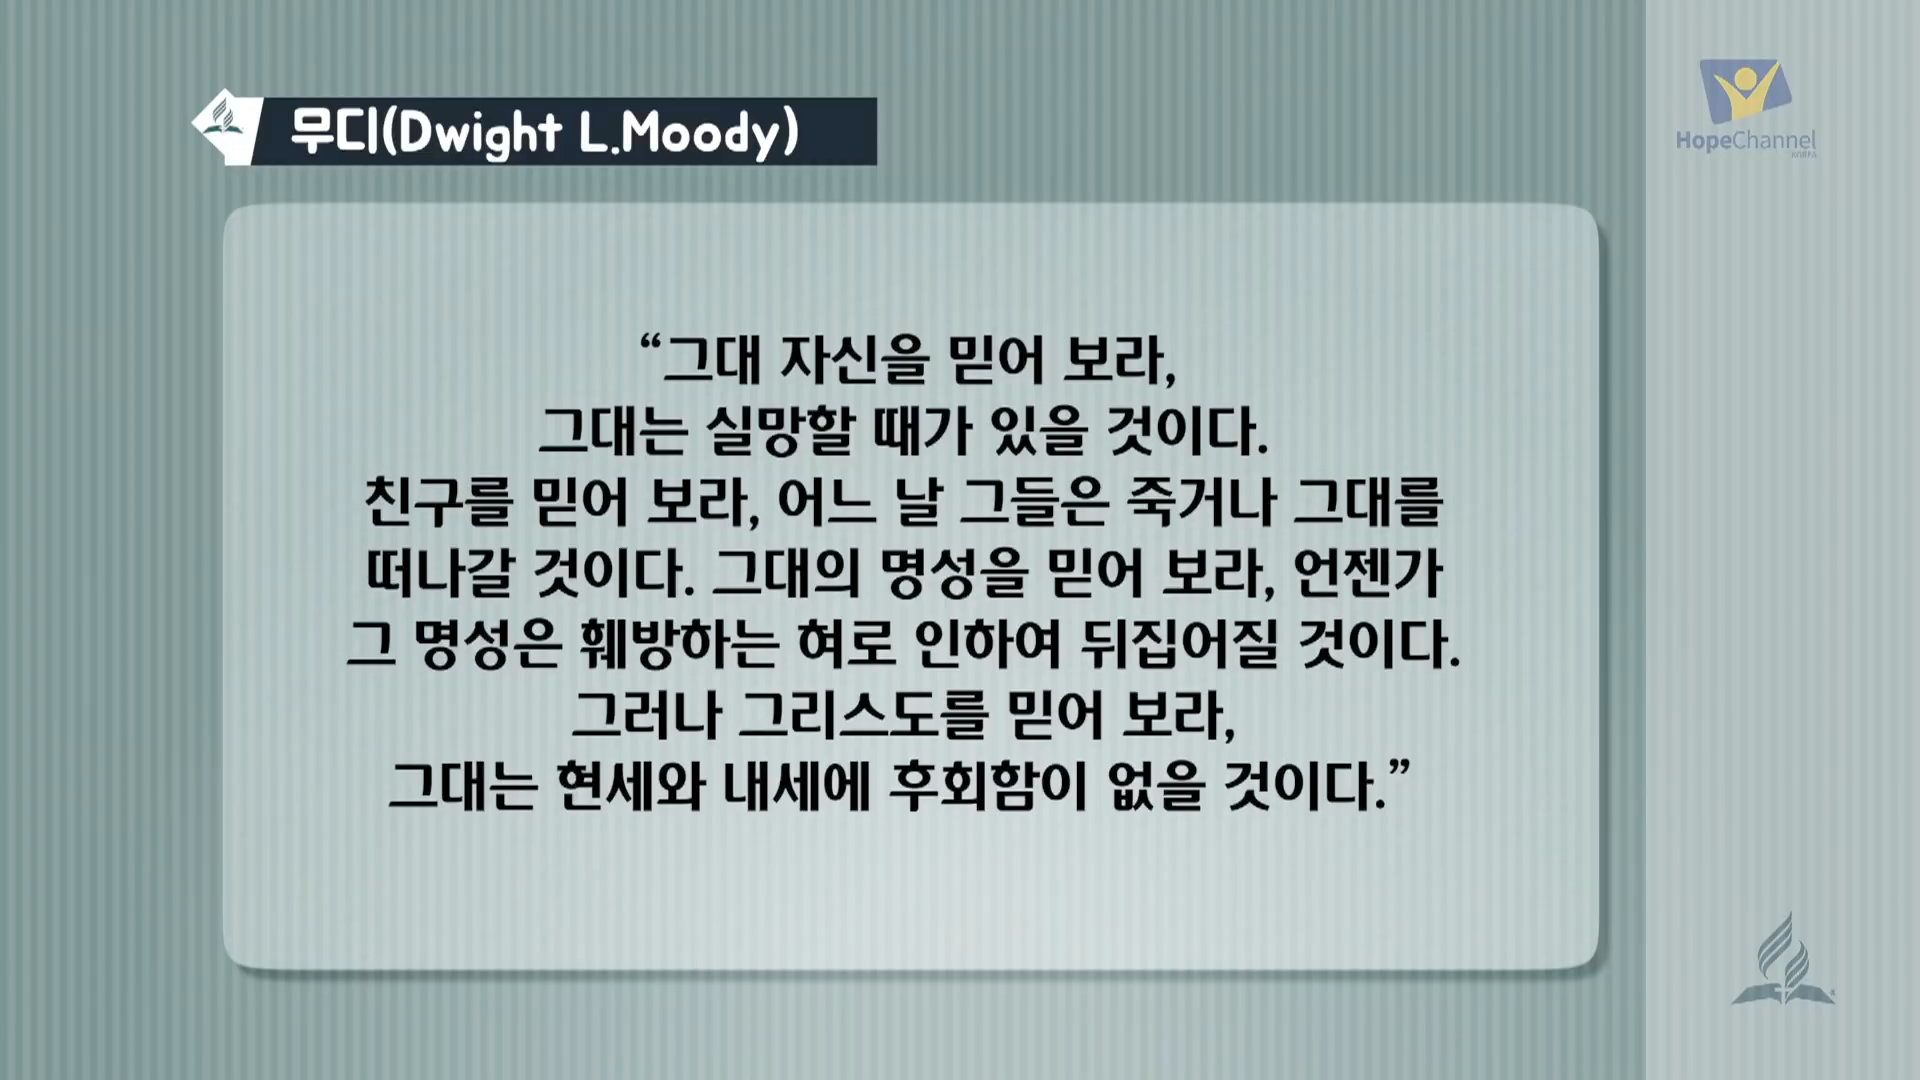 무디(Dwight L.Moody)
HopeChannel
KOREA
“그대 자신을 믿어 보라,
그대는 실망할 때가 있을 것이다.
친구를 믿어 보라, 어느 날 그들은 죽거나 그대를
떠나갈 것이다. 그대의 명성을 믿어 보라, 언젠가
그 명성은 훼방하는 혀로 인하여 뒤집어질 것이다.
그러나 그리스도를 믿어 보라,
그대는 현세와 내세에 후회함이 없을 것이다.”